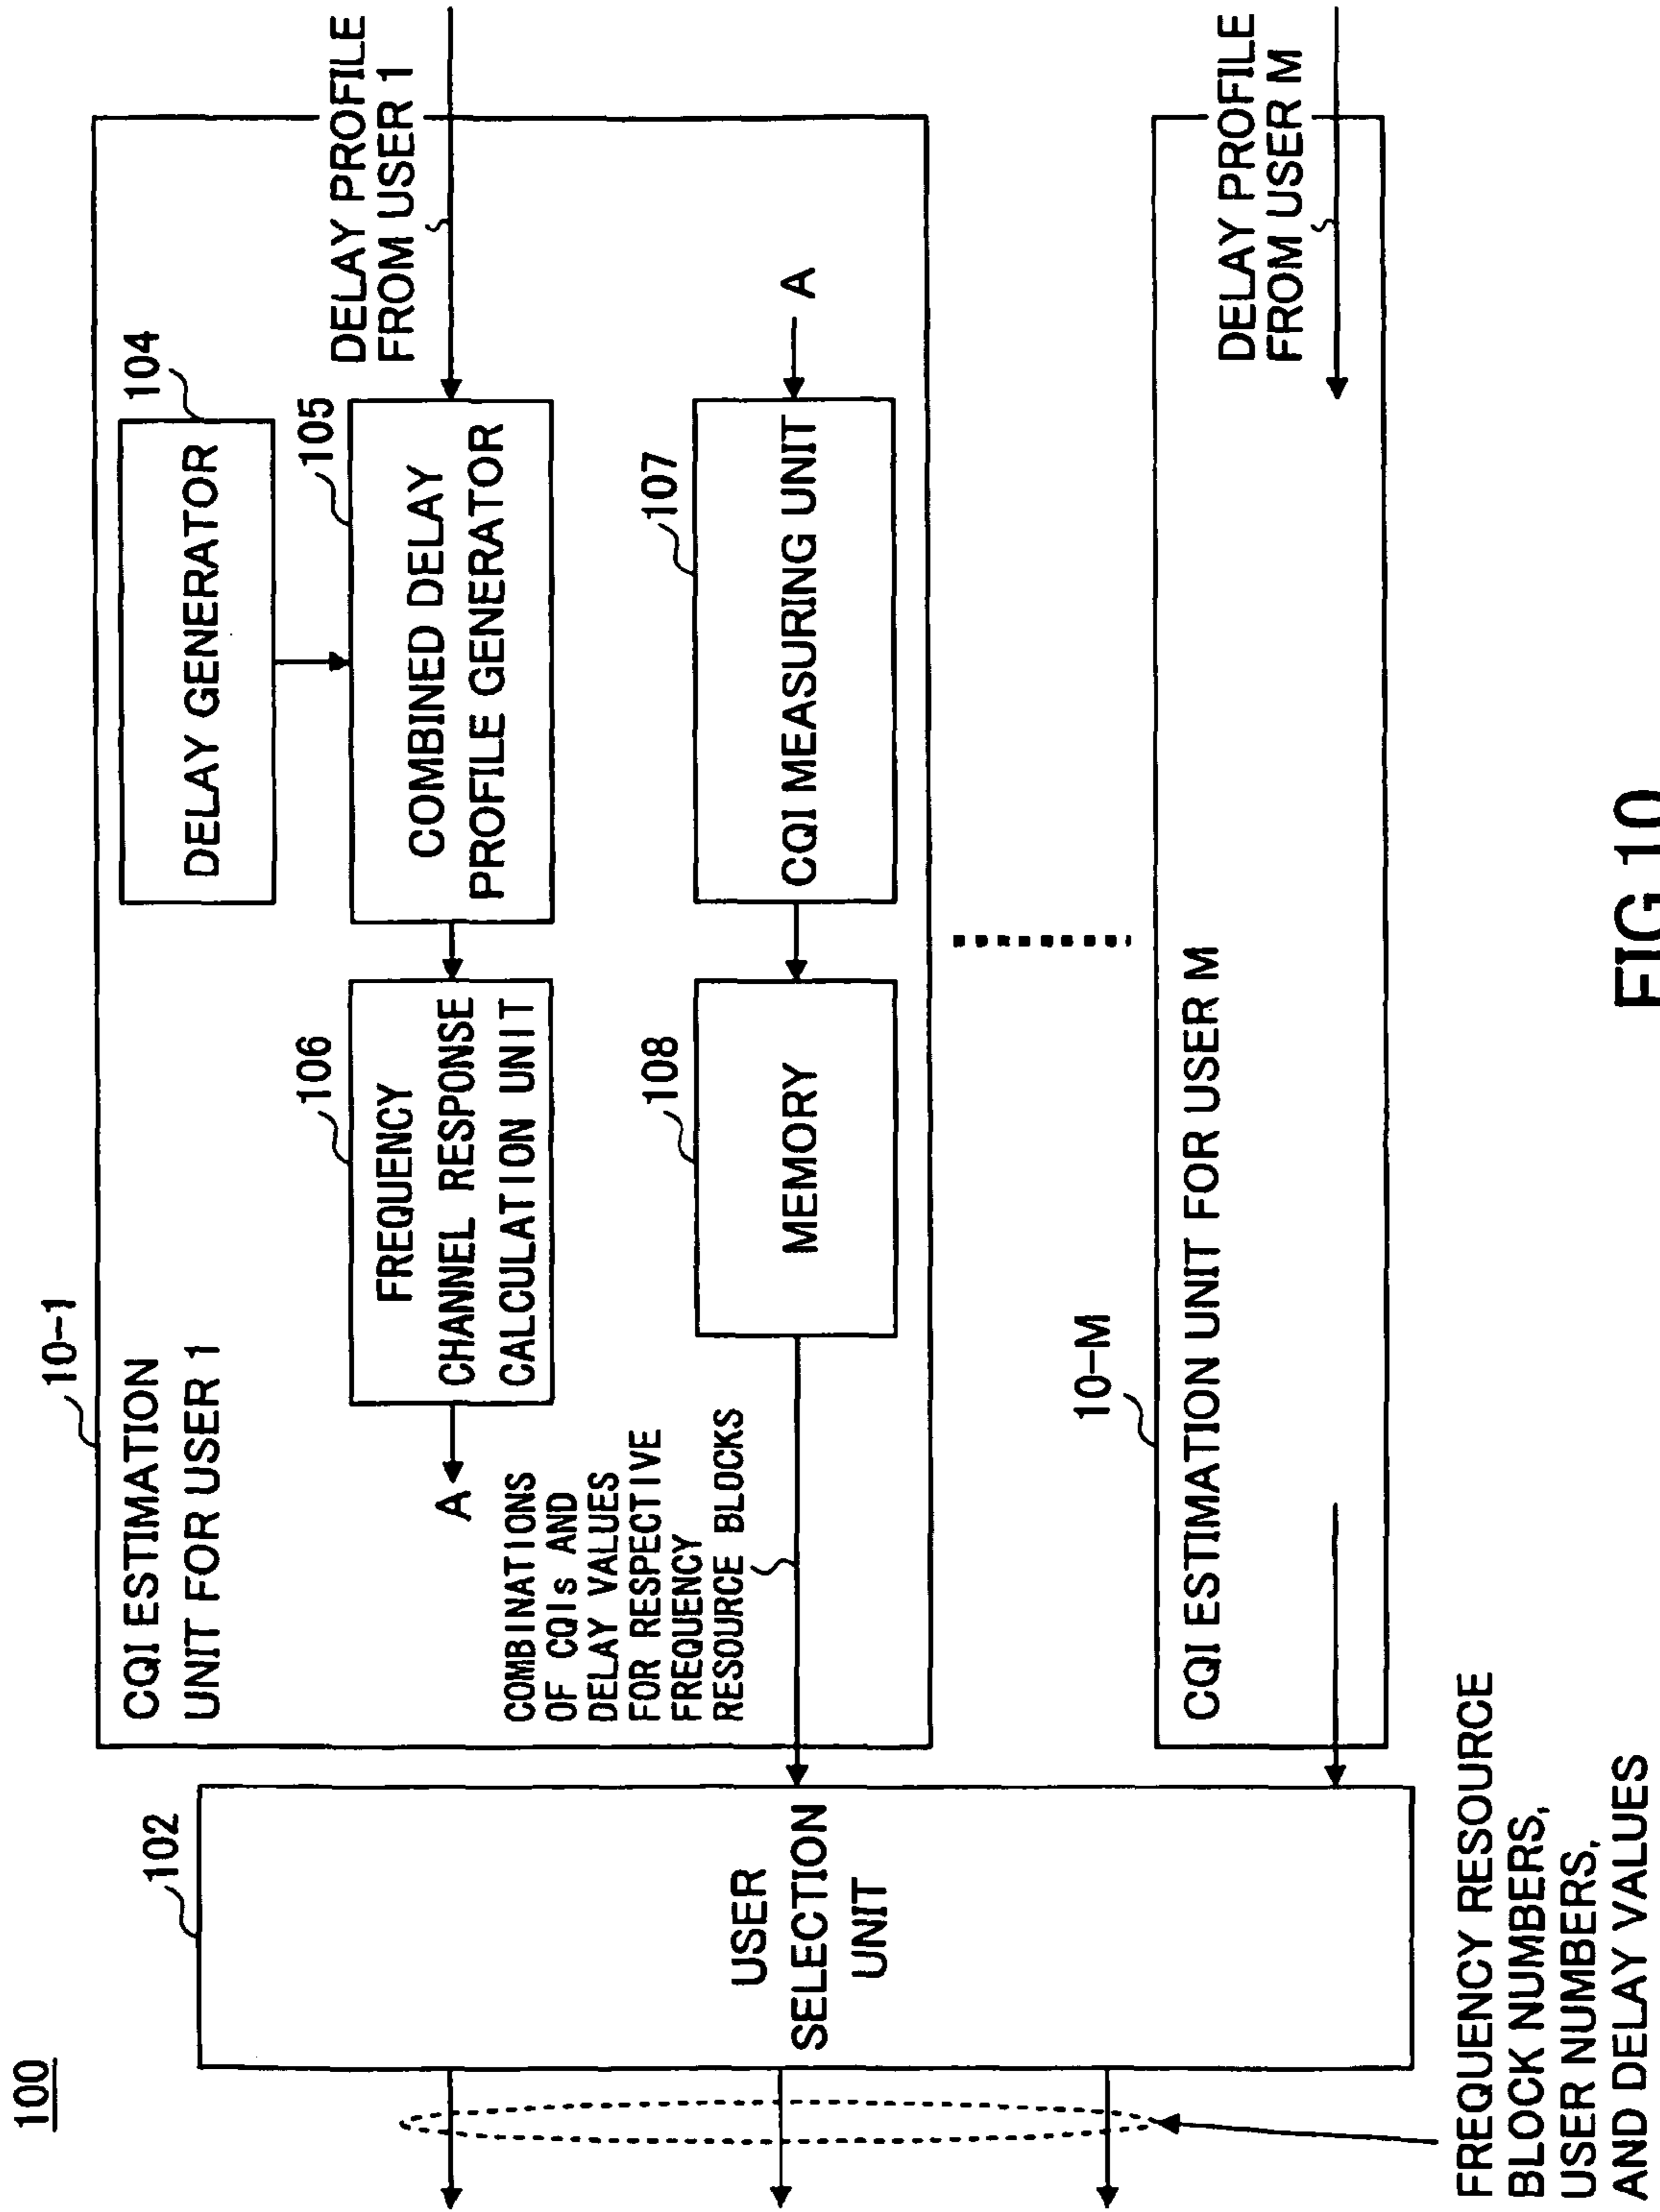 100
102
USER
SELECTION
UNIT
FREQUENCY RESOURCE
BLOCK NUMBERS,
USER NUMBERS,
AND DELAY VALUES
10-1
CQI ESTIMATION
UNIT FOR USER 1
A
COMBINATIONS
OF CQIs AND
DELAY VALUES
FOR RESPECTIVE
FREQUENCY
RESOURCE BLOCKS
106
FREQUENCY
CHANNEL RESPONSE
CALCULATION UNIT
108
MEMORY
104
DELAY GENERATOR
105
COMBINED DELAY
PROFILE GENERATOR
107
CQI MEASURING UNIT
A
DELAY PROFILE
FROM USER 1
10-M
CQI ESTIMATION UNIT FOR USER M
DELAY PROFILE
FROM USER M
FIG.10